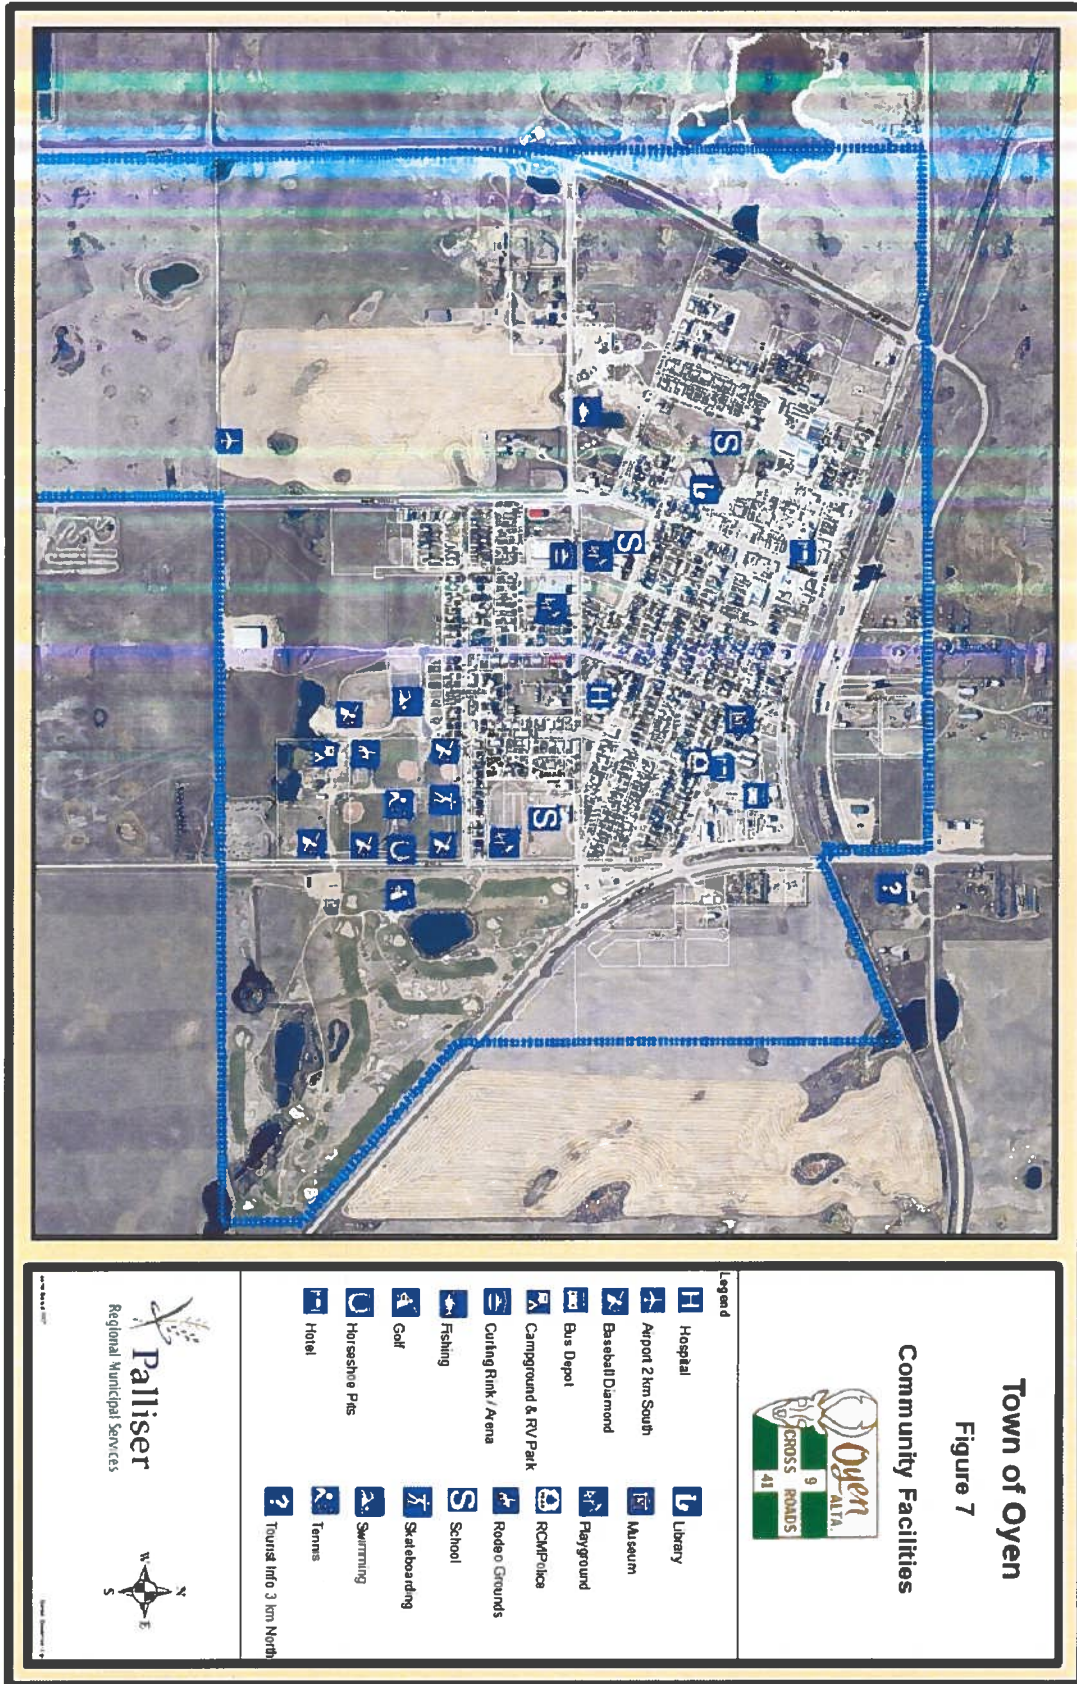 Town of Oyen
Figure 7
Community Facilities
Oyen
ALTA.
9
CROSS ROADS
41
Legend
Hospital
Airport 2 km South
Baseball Diamond
Bus Depot
Campground & RV Park
Curling Rink / Arena
Fishing
Golf
Horseshoe Pits
Hotel
Library
Museum
Playground
RCMPolice
Rodeo Grounds
School
Skateboarding
Swimming
Tennis
Tourist Info 3 km North
Palliser
Regional Municipal Services
N
W
E
S
H
S
S
S
L
?